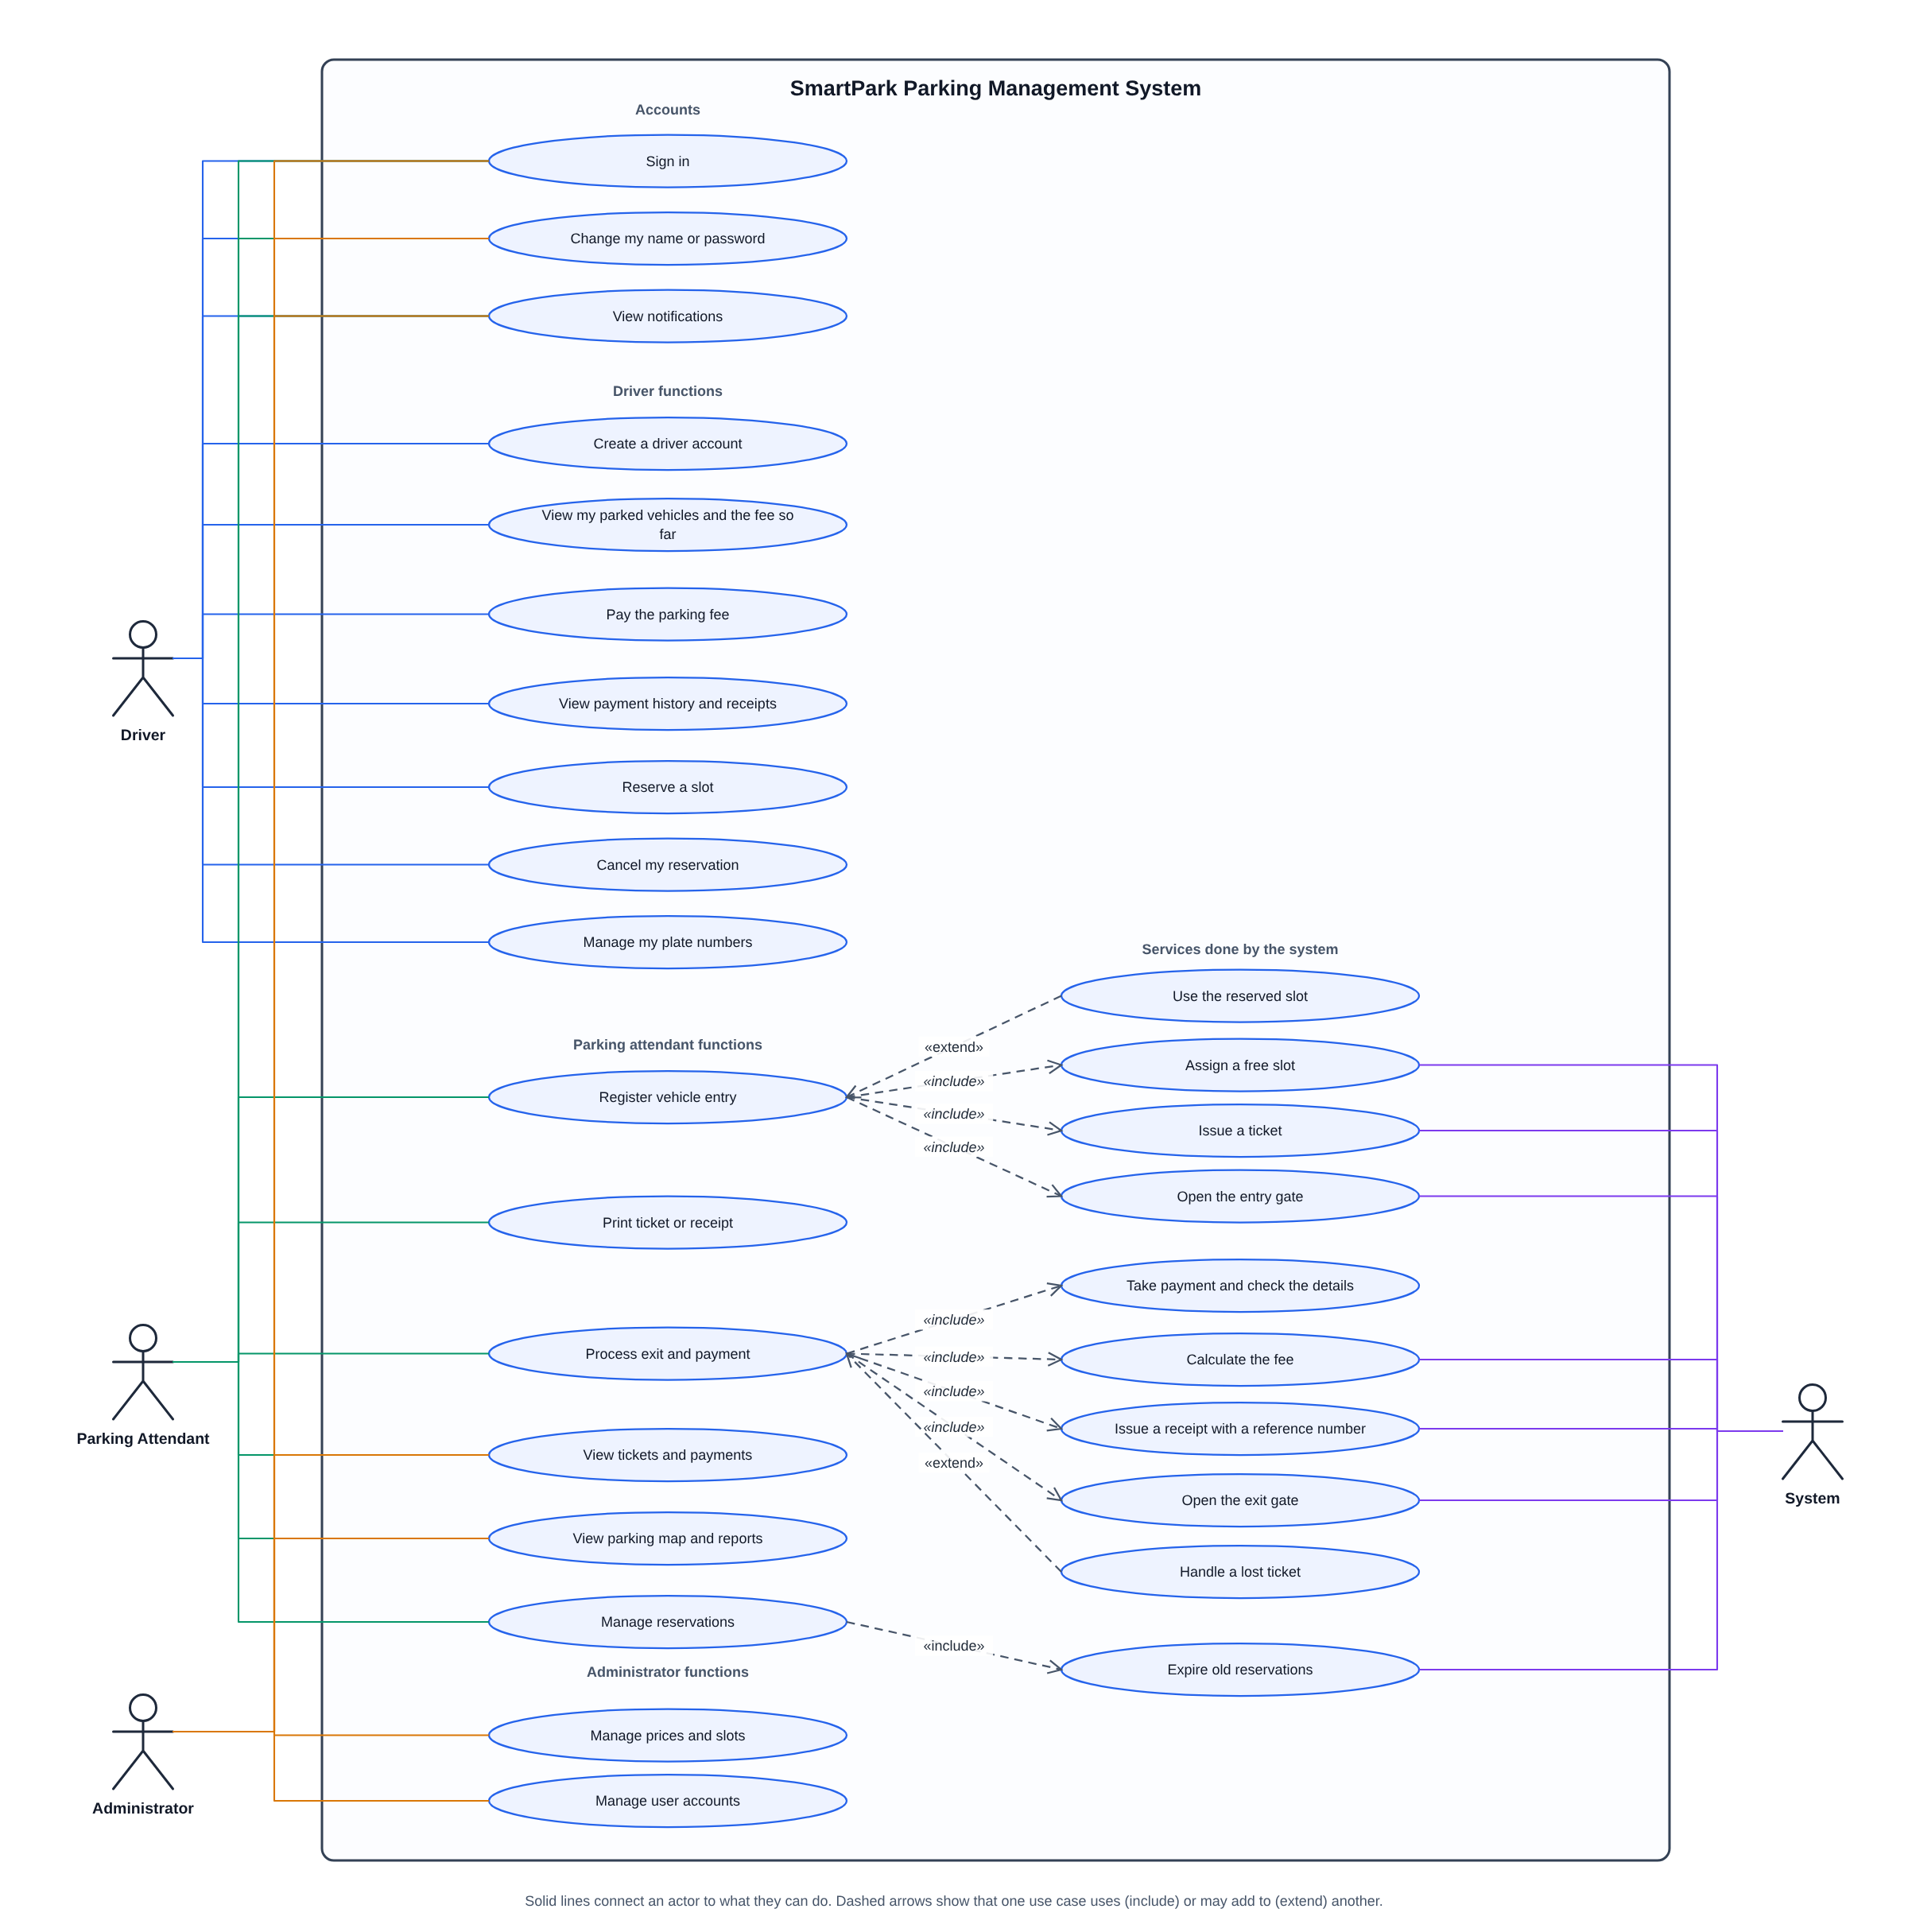 SmartPark Parking Management System
Accounts
Sign in
Change my name or password
View notifications
Driver functions
Create a driver account
View my parked vehicles and the fee so
far
Pay the parking fee
View payment history and receipts
Driver
Reserve a slot
Cancel my reservation
Manage my plate numbers
Services done by the system
Use the reserved slot
Parking attendant functions
«extend»
Assign a free slot
«include»
Register vehicle entry
«include»
Issue a ticket
«include»
Open the entry gate
Print ticket or receipt
Take payment and check the details
«include»
Process exit and payment
«include»
Calculate the fee
«include»
Issue a receipt with a reference number
«include»
Parking Attendant
View tickets and payments
«extend»
Open the exit gate
System
View parking map and reports
Handle a lost ticket
Manage reservations
«include»
Expire old reservations
Administrator functions
Manage prices and slots
Manage user accounts
Administrator
Solid lines connect an actor to what they can do. Dashed arrows show that one use case uses (include) or may add to (extend) another.